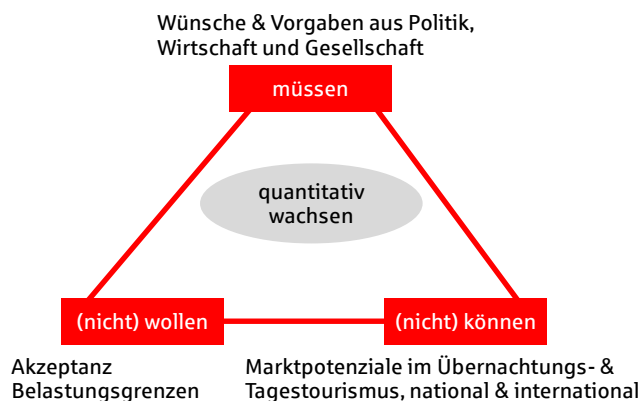 Wünsche & Vorgaben aus Politik,
Wirtschaft und Gesellschaft
müssen
quantitativ
wachsen
(nicht) wollen
(nicht) können
Akzeptanz
Belastungsgrenzen
Marktpotenziale im Übernachtungs- &
Tagestourismus, national & international